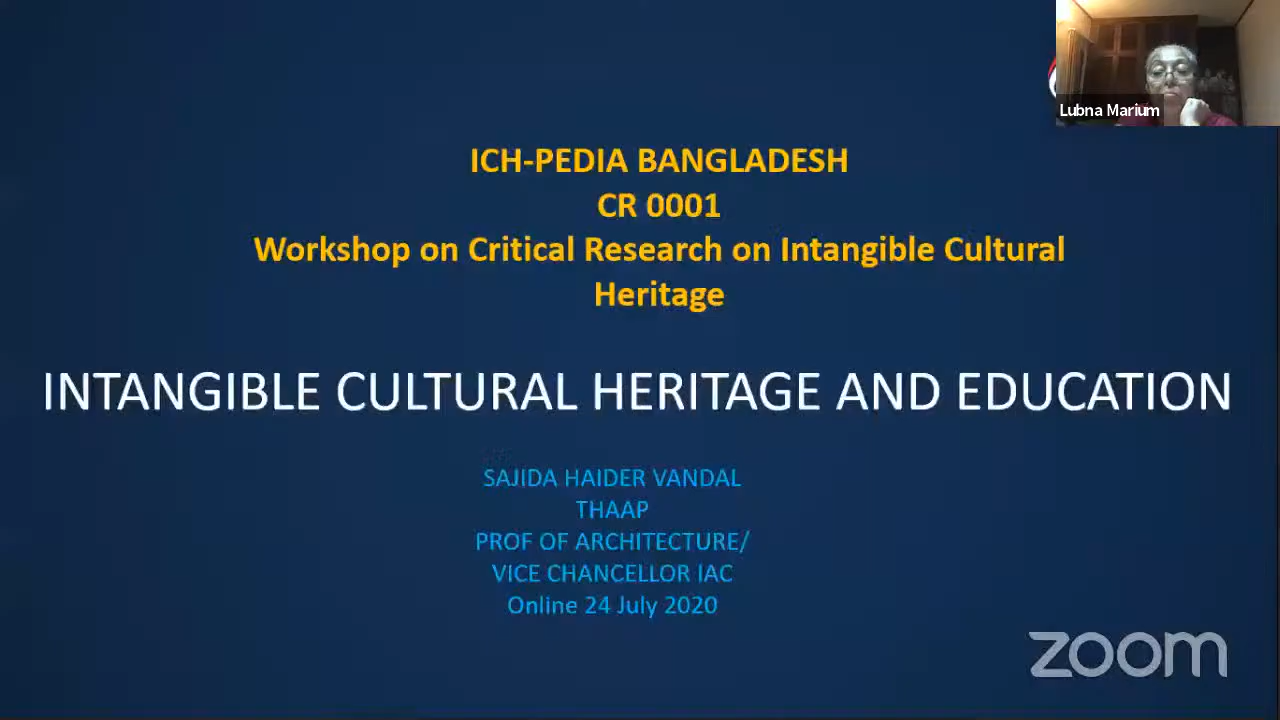 Lubna Marium
ICH-PEDIA BANGLADESH
CR 0001
Workshop on Critical Research on Intangible Cultural
Heritage
INTANGIBLE CULTURAL HERITAGE AND EDUCATION
SAJIDA HAIDER VANDAL
THAAP
PROF OF ARCHITECTURE/
VICE CHANCELLOR IAC
Online 24 July 2020
zoom